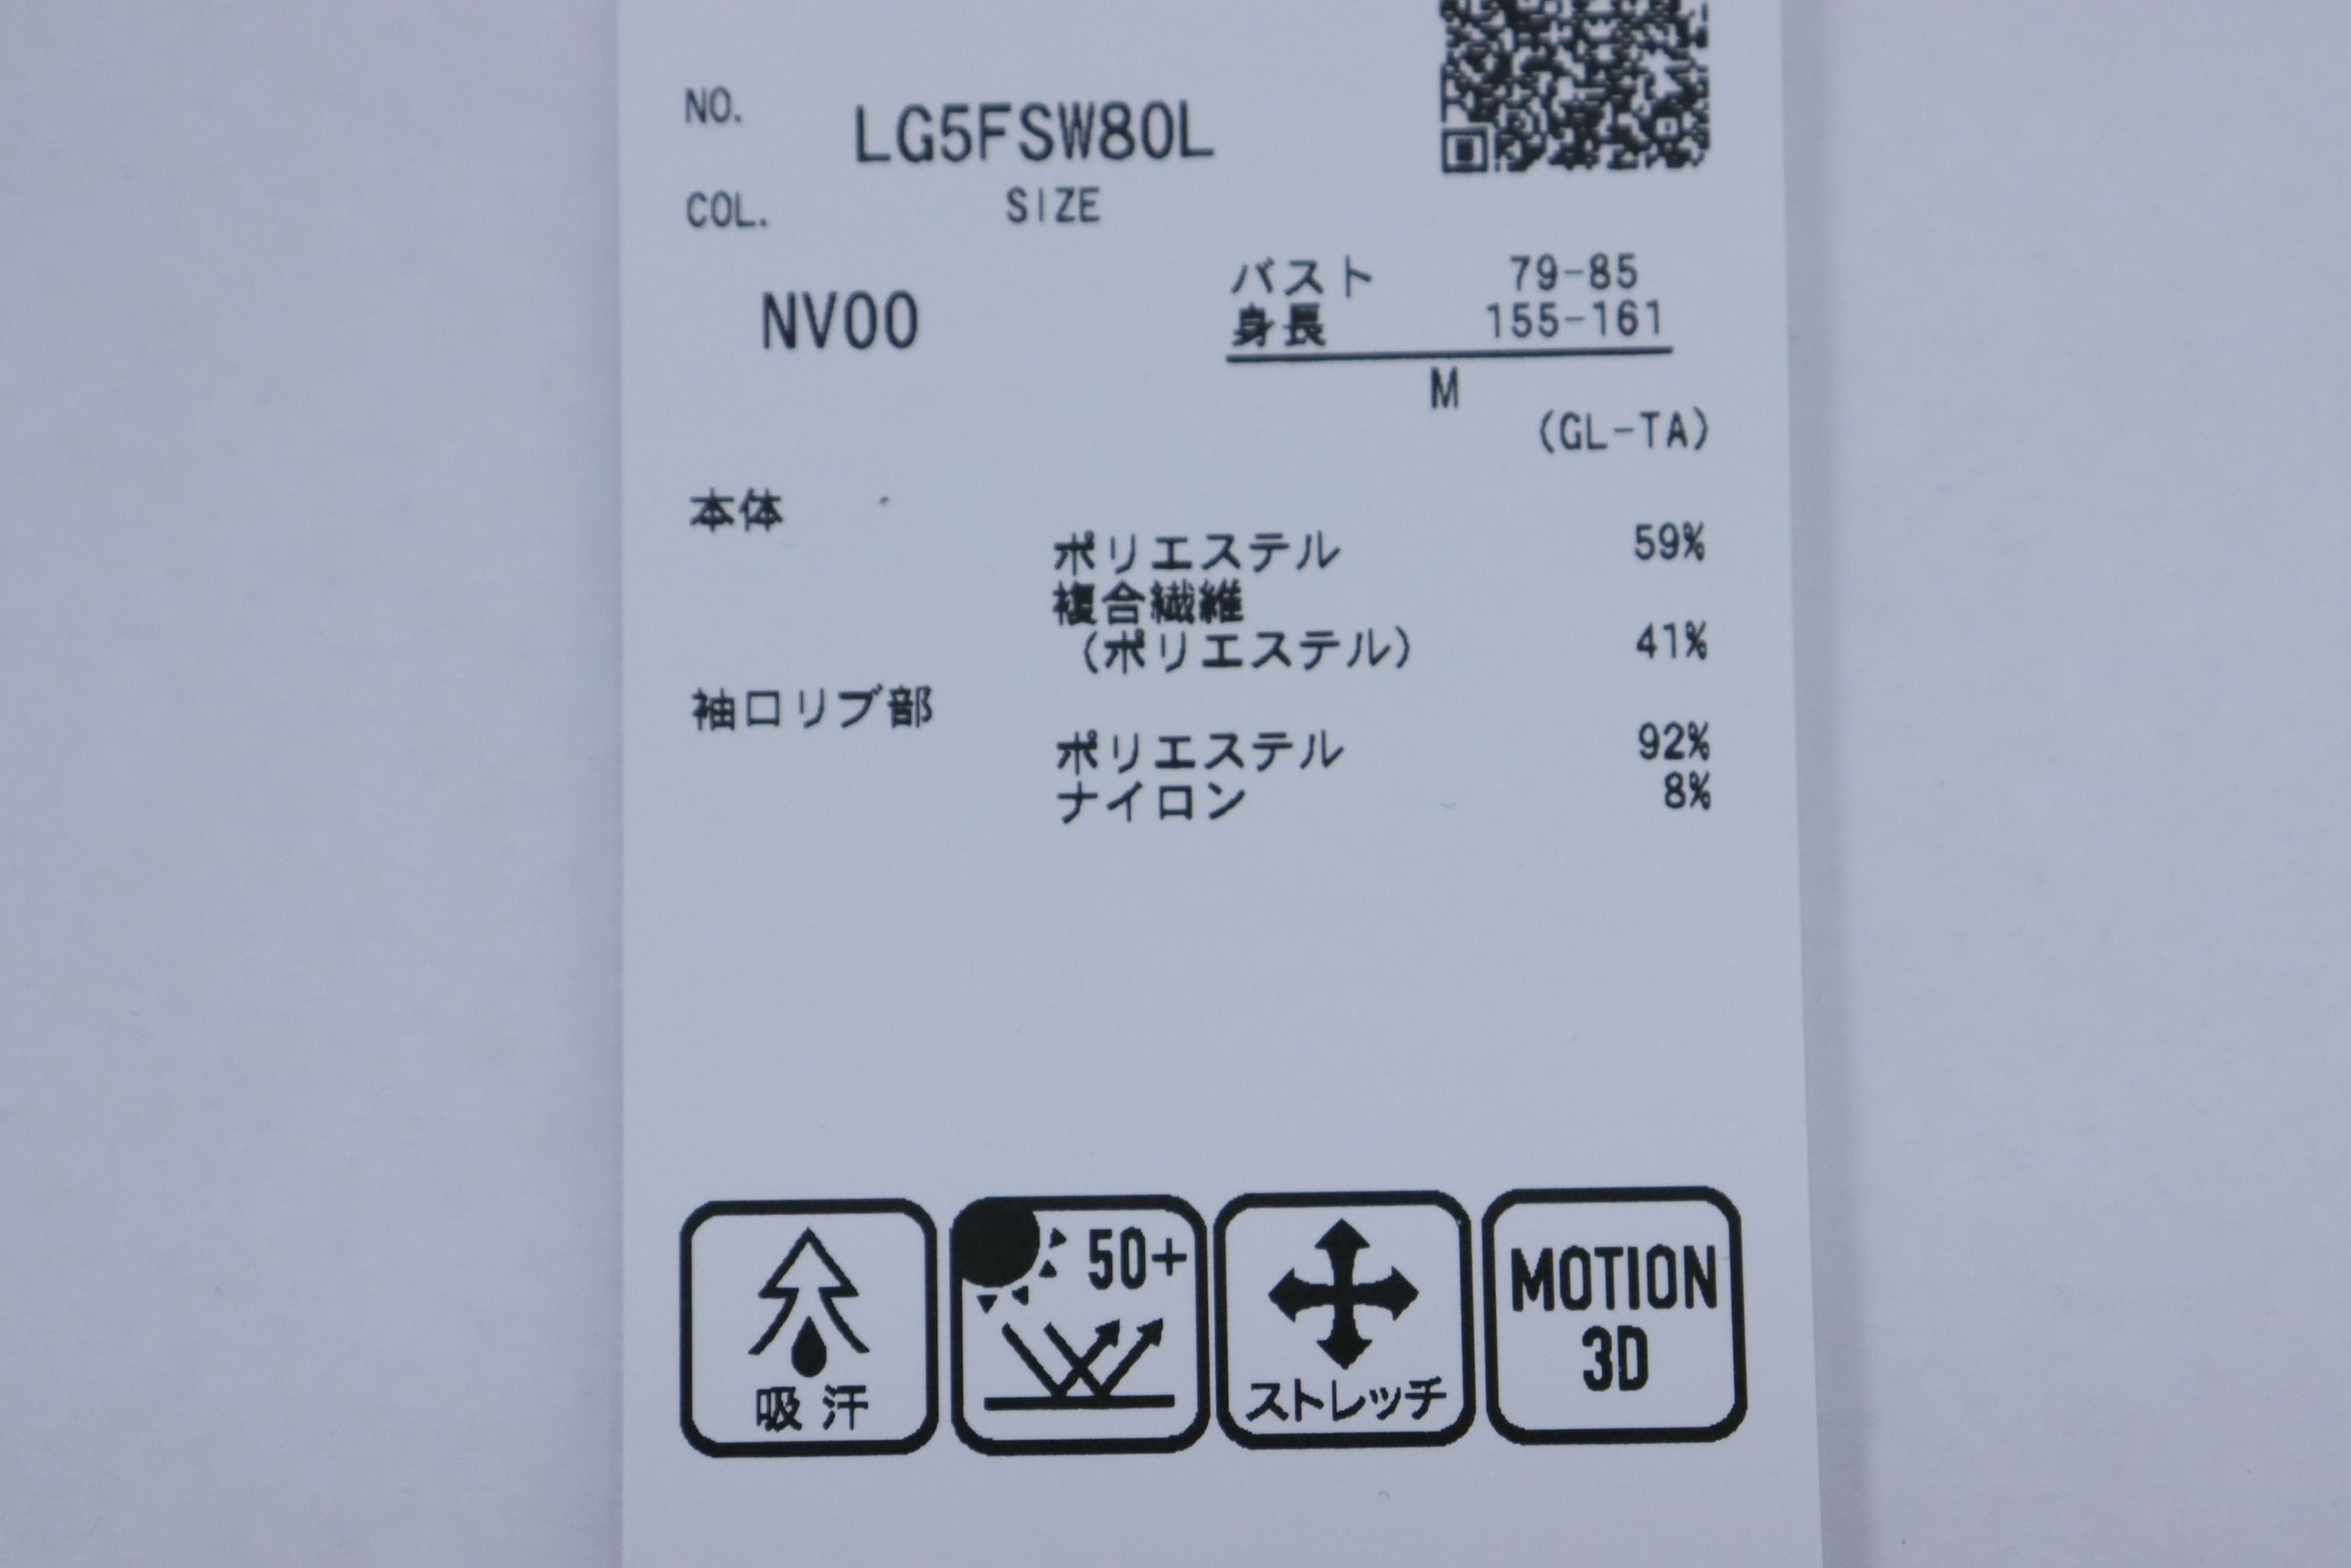 NO.
LG5FSW80L
COL.
SIZE
NV00
バスト 79-85
身長 155-161
M
(GL-TA)
本体
ポリエステル 59%
複合繊維
(ポリエステル) 41%
袖口リブ部
ポリエステル 92%
ナイロン 8%
吸汗
50+
ストレッチ
MOTION
3D